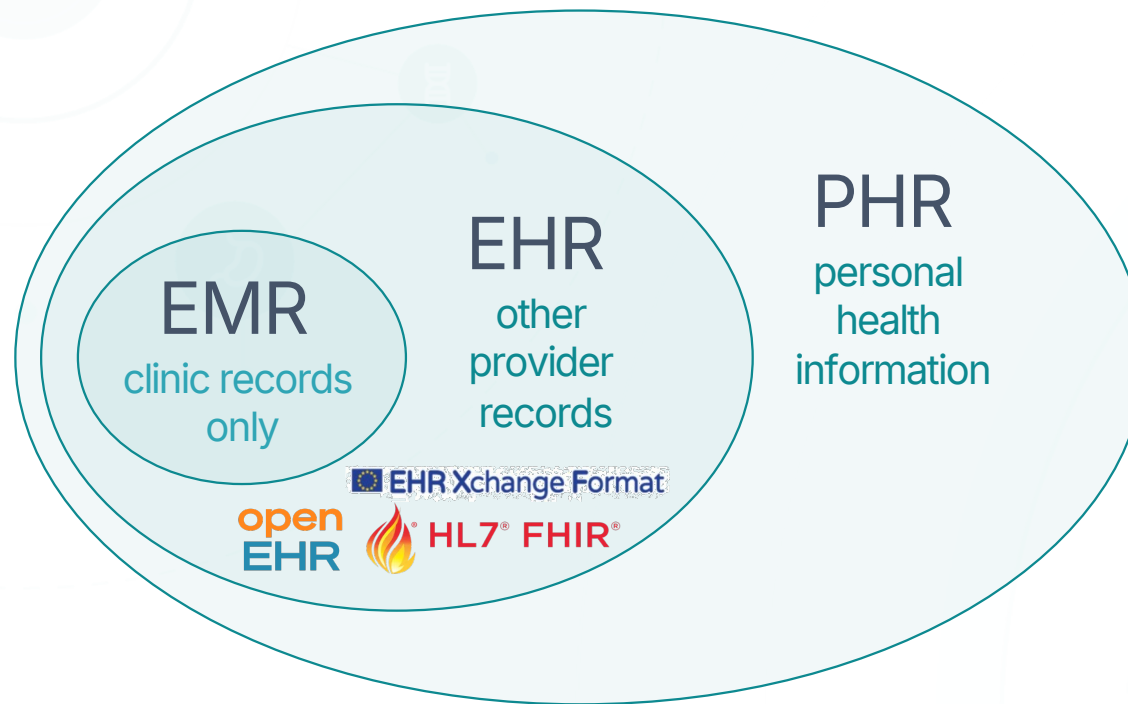 PHR
personal
health
information
EHR
other
provider
records
EMR
clinic records
only
EHR Xchange Format
open
EHR
HL7® FHIR®